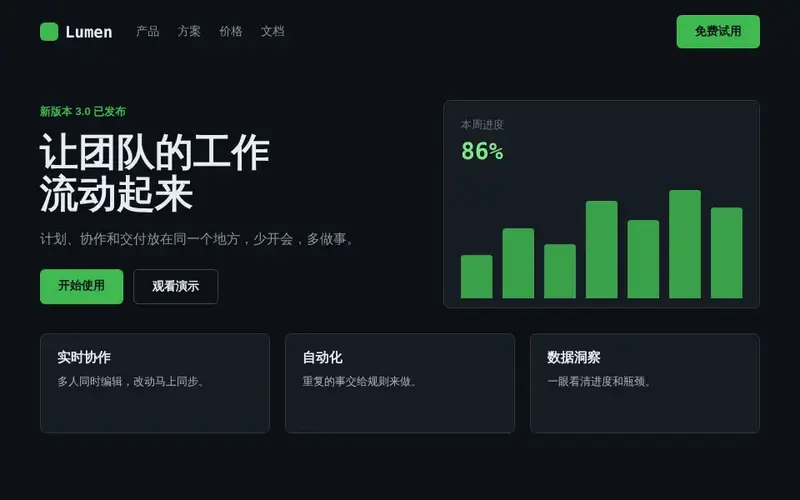 Lumen
产品
方案
价格
文档
免费试用
新版本 3.0 已发布
让团队的工作
流动起来
计划、协作和交付放在同一个地方，少开会，多做事。
开始使用
观看演示
本周进度
86%
实时协作
多人同时编辑，改动马上同步。
自动化
重复的事交给规则来做。
数据洞察
一眼看清进度和瓶颈。